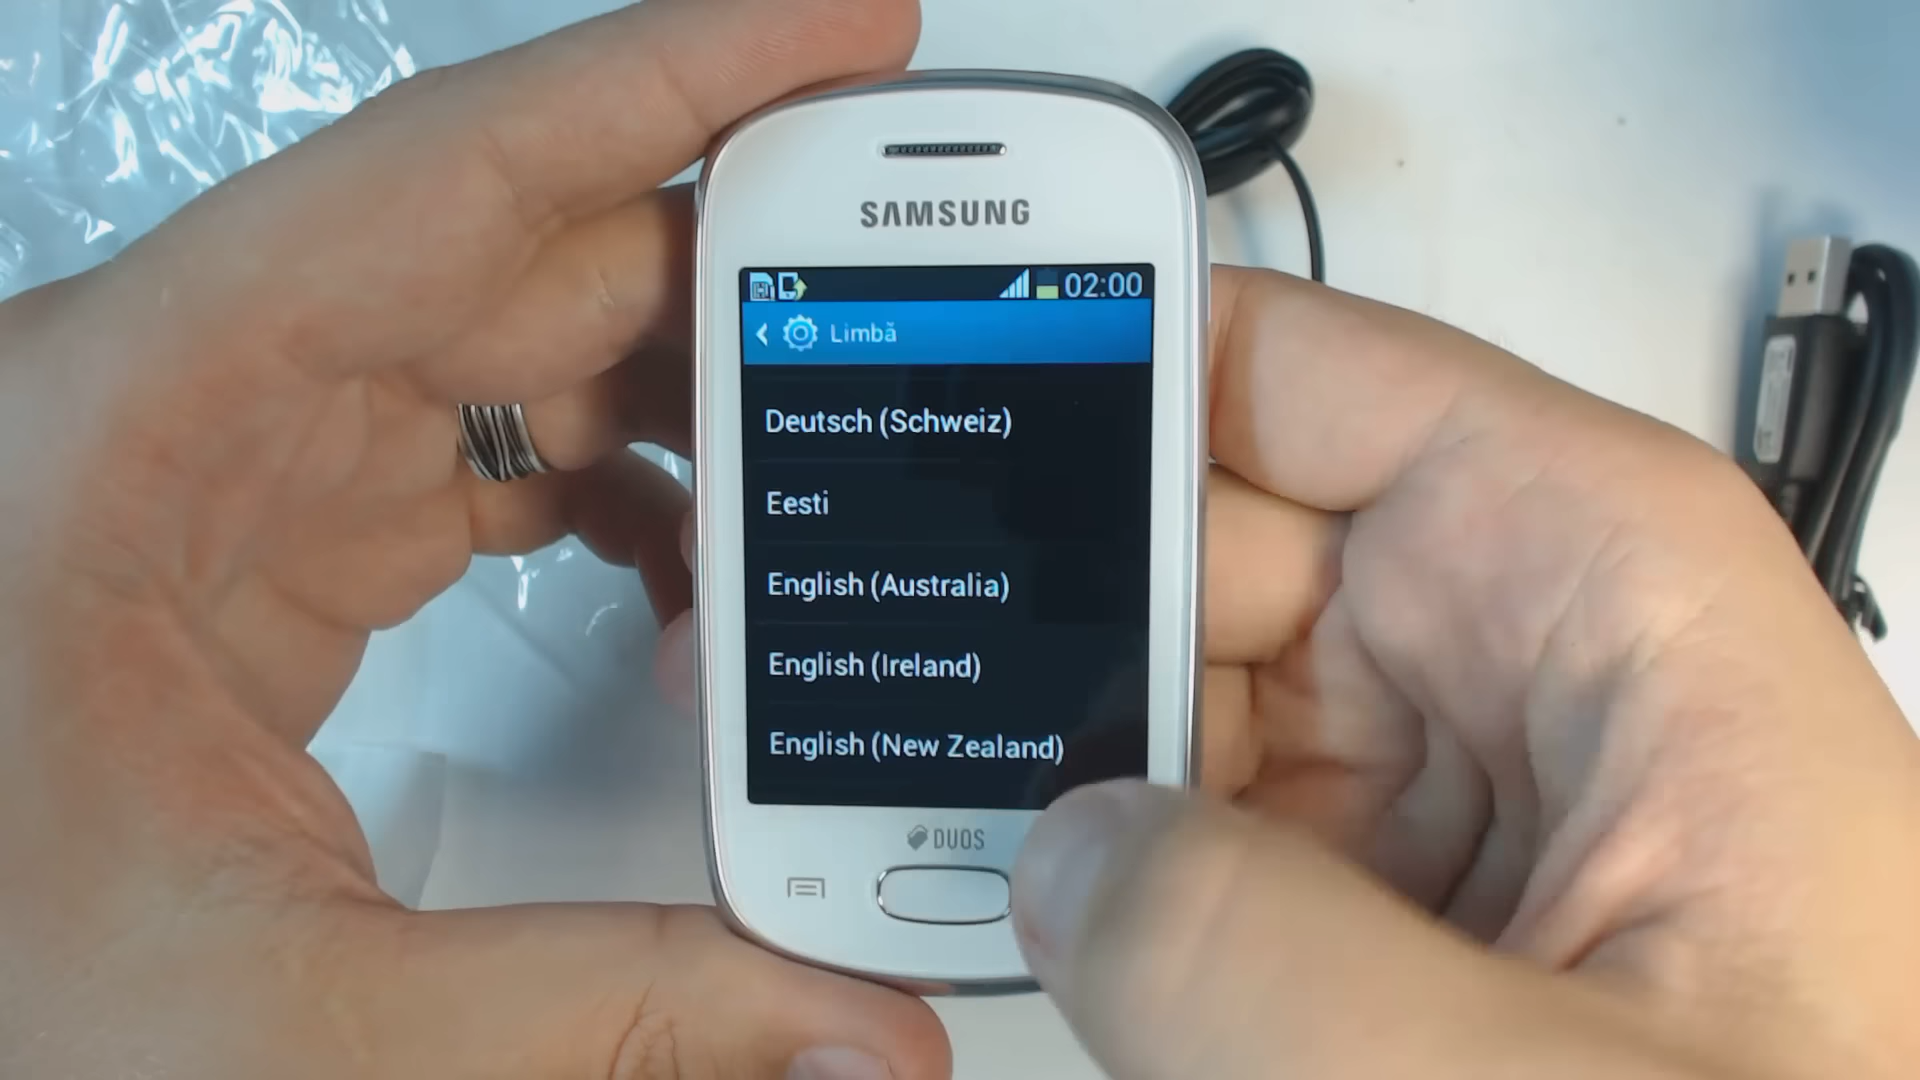 SAMSUNG
02:00
Limbă
Deutsch (Schweiz)
Eesti
English (Australia)
English (Ireland)
English (New Zealand)
DUOS